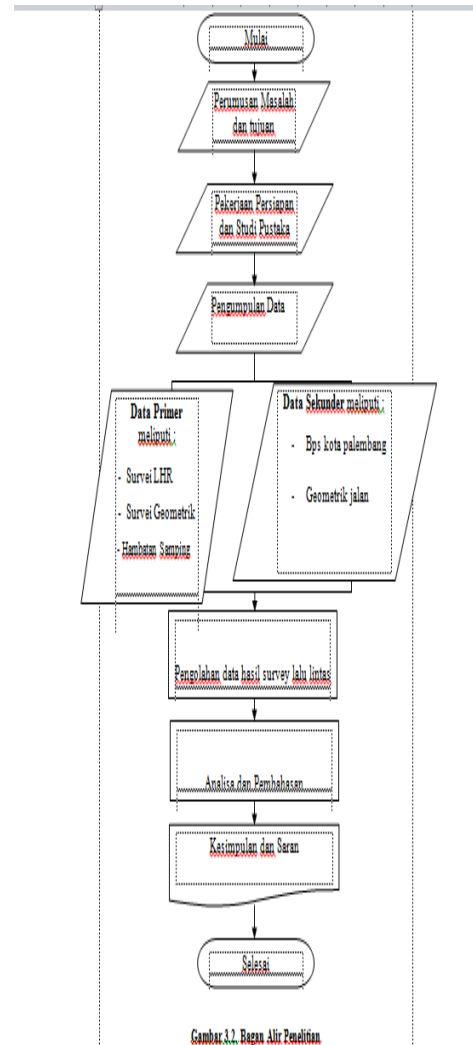 Mulai
Perumusan Masalah
dan tujuan
Pekerjaan Persiapan
dan Studi Pustaka
Pengumpulan Data
Data Primer
meliputi :
- Survei LHR
- Survei Geometrik
- Hambatan Samping
Data Sekunder meliputi :
- Bps kota palembang
- Geometrik jalan
Pengolahan data hasil survey lalu lintas
Analisa dan Pembahasan
Kesimpulan dan Saran
Selesai
Gambar 3.2. Bagan Alir Penelitian